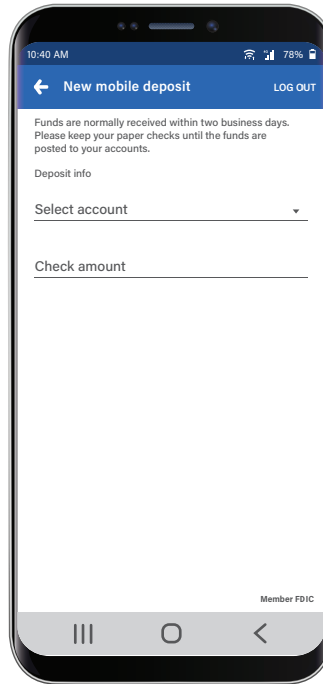 10:40 AM 78%
New mobile deposit LOG OUT
Funds are normally received within two business days.
Please keep your paper checks until the funds are
posted to your accounts.
Deposit info
Select account
Check amount
Member FDIC